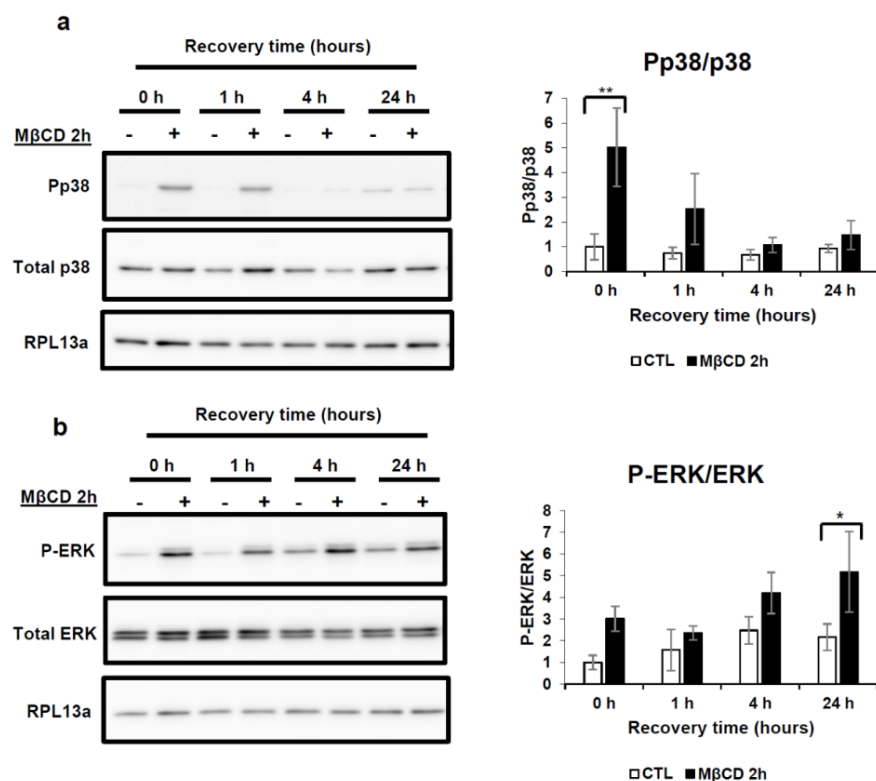 a
Recovery time (hours)
0 h 1 h 4 h 24 h
MβCD 2h - + - + - + - +
Pp38
Total p38
RPL13a
Pp38/p38
**
Pp38/p38
7
6
5
4
3
2
1
0
0 h 1 h 4 h 24 h
Recovery time (hours)
CTL MβCD 2h
b
Recovery time (hours)
0 h 1 h 4 h 24 h
MβCD 2h - + - + - + - +
P-ERK
Total ERK
RPL13a
P-ERK/ERK
*
P-ERK/ERK
8
7
6
5
4
3
2
1
0
0 h 1 h 4 h 24 h
Recovery time (hours)
CTL MβCD 2h